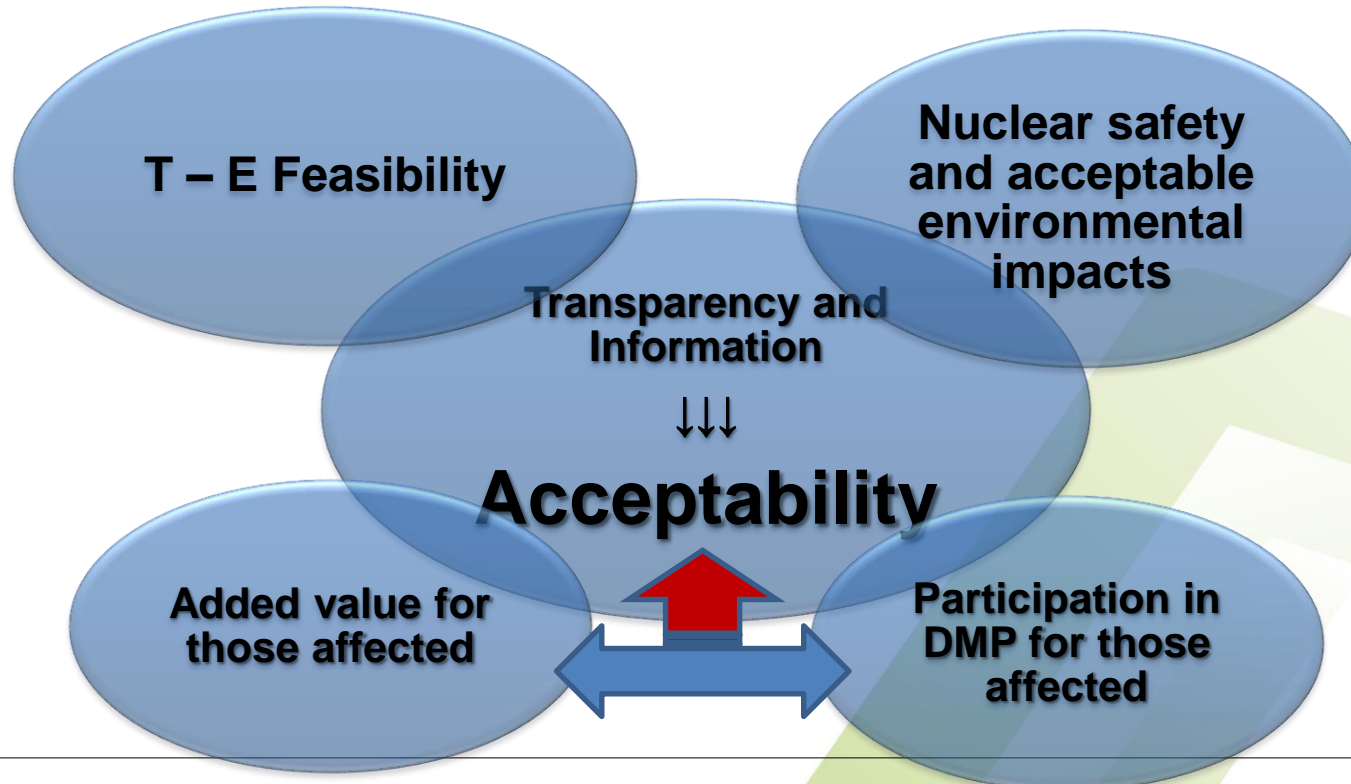 T – E Feasibility
Nuclear safety
and acceptable
environmental
impacts
Transparency and
Information
↓↓↓
Acceptability
Added value for
those affected
Participation in
DMP for those
affected